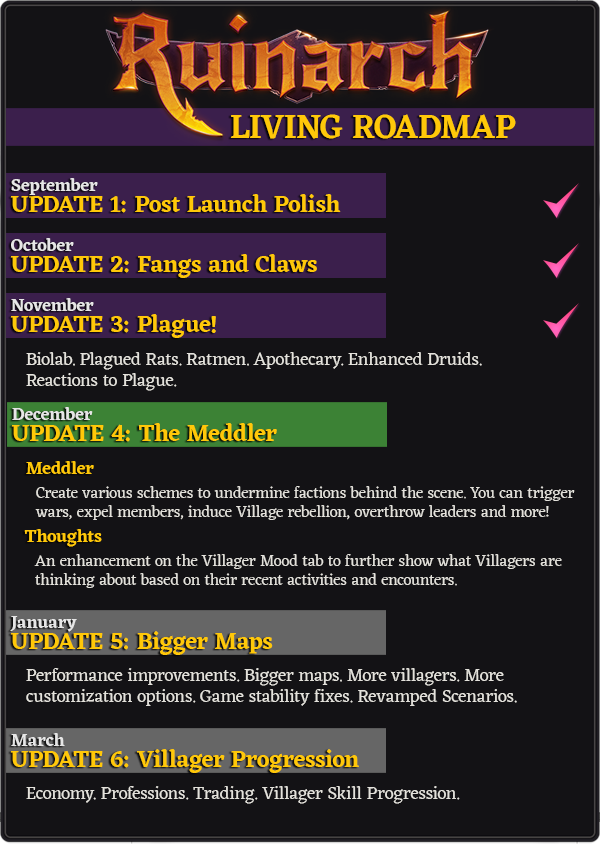 Ruinarch
LIVING ROADMAP
September
UPDATE 1: Post Launch Polish
October
UPDATE 2: Fangs and Claws
November
UPDATE 3: Plague!
Biolab. Plagued Rats. Ratmen. Apothecary. Enhanced Druids.
Reactions to Plague.
December
UPDATE 4: The Meddler
Meddler
Create various schemes to undermine factions behind the scene. You can trigger
wars, expel members, induce Village rebellion, overthrow leaders and more!
Thoughts
An enhancement on the Villager Mood tab to further show what Villagers are
thinking about based on their recent activities and encounters.
January
UPDATE 5: Bigger Maps
Performance improvements. Bigger maps. More villagers. More
customization options. Game stability fixes. Revamped Scenarios.
March
UPDATE 6: Villager Progression
Economy. Professions. Trading. Villager Skill Progression.